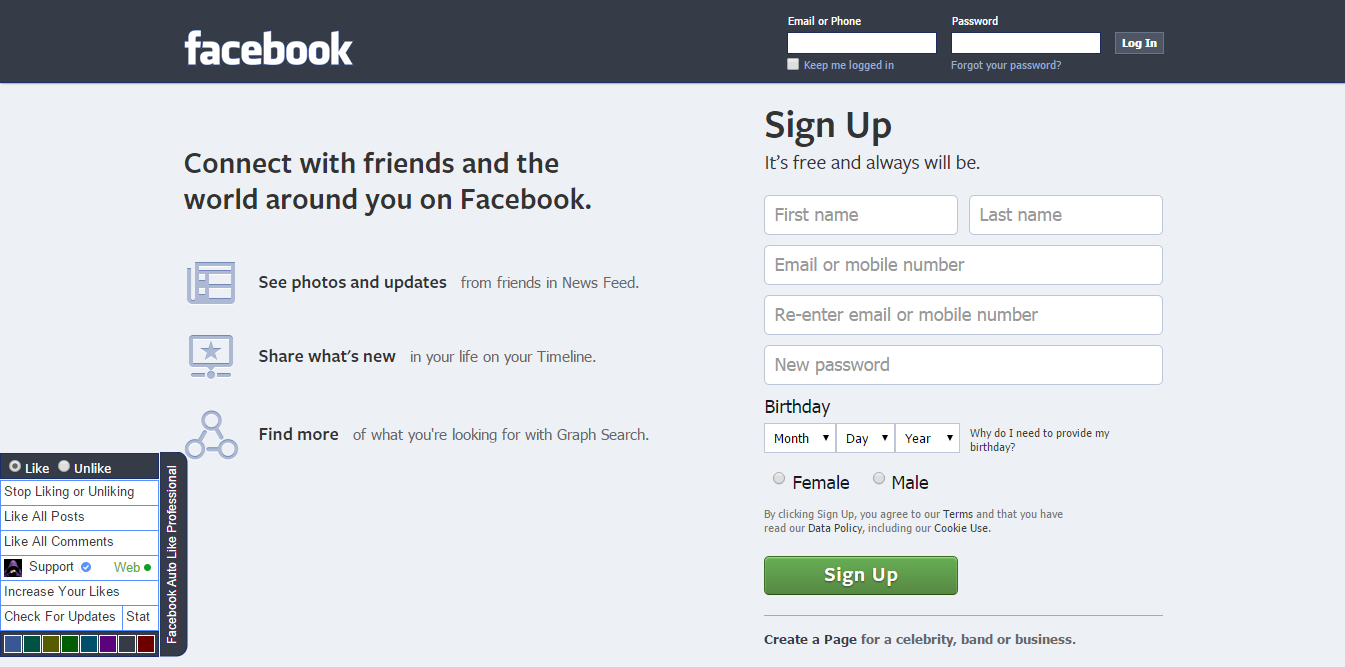 facebook
Email or Phone
Password
Log In
Keep me logged in
Forgot your password?
Connect with friends and the
world around you on Facebook.
See photos and updates from friends in News Feed.
Share what's new in your life on your Timeline.
Find more of what you're looking for with Graph Search.
Sign Up
It's free and always will be.
First name
Last name
Email or mobile number
Re-enter email or mobile number
New password
Birthday
Month
Day
Year
Why do I need to provide my
birthday?
Female
Male
By clicking Sign Up, you agree to our Terms and that you have
read our Data Policy, including our Cookie Use.
Sign Up
Create a Page for a celebrity, band or business.
Like
Unlike
Stop Liking or Unliking
Like All Posts
Like All Comments
Support
Web
Increase Your Likes
Check For Updates
Stat
Facebook Auto Like Professional